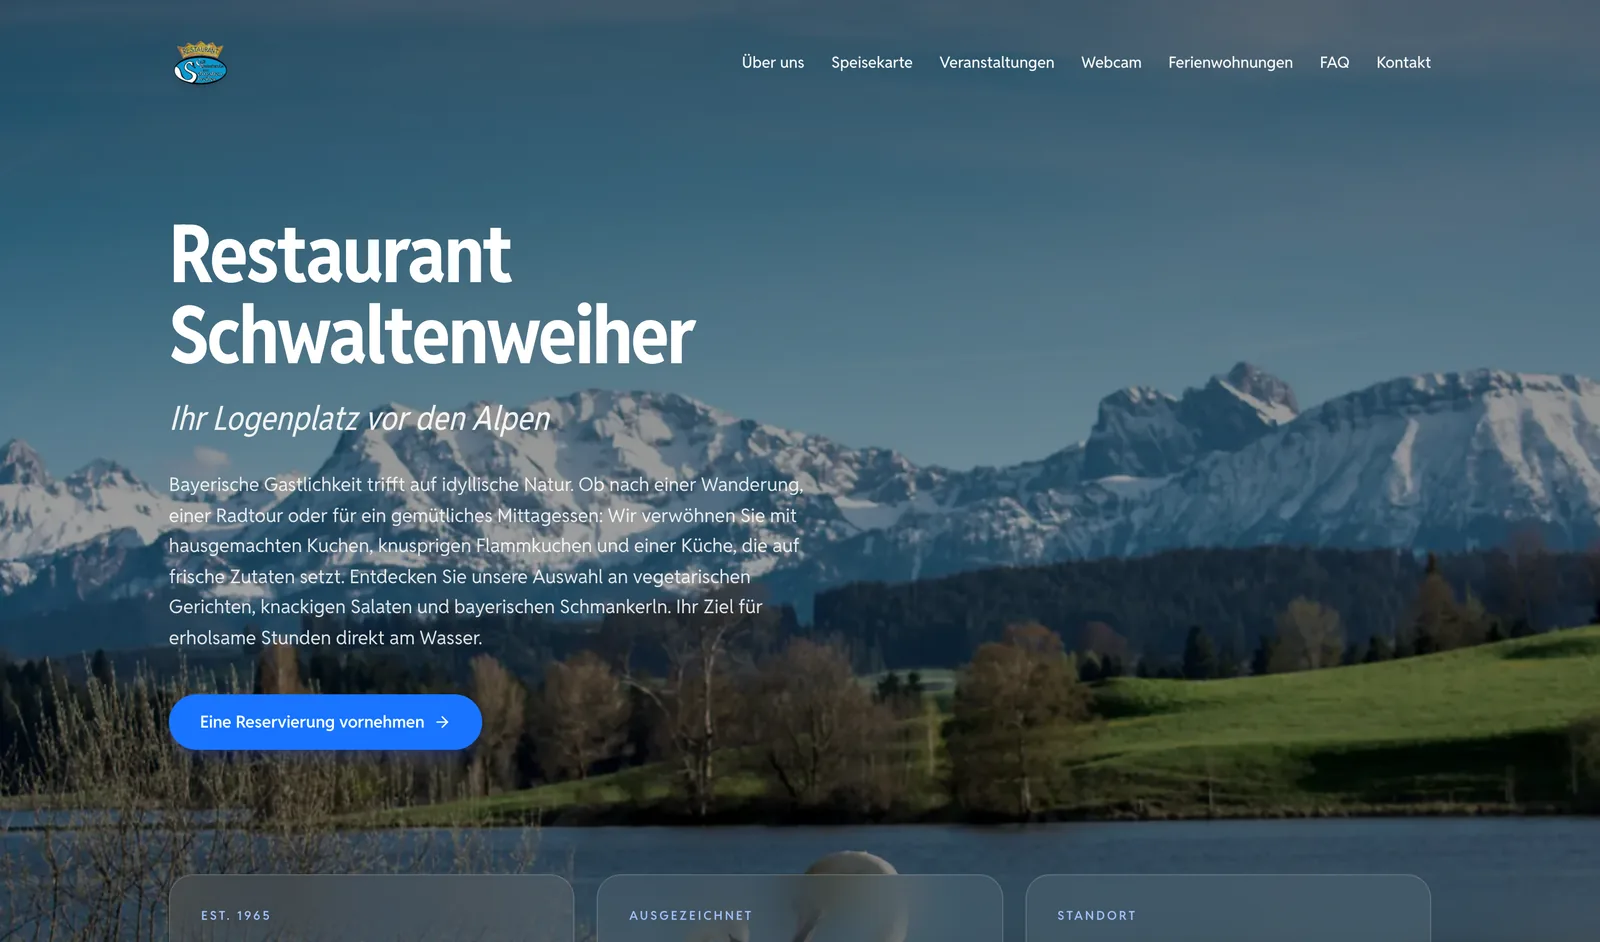 RESTAURANT
Über uns Speisekarte Veranstaltungen Webcam Ferienwohnungen FAQ Kontakt
Restaurant
Schwaltenweiher
Ihr Logenplatz vor den Alpen
Bayerische Gastlichkeit trifft auf idyllische Natur. Ob nach einer Wanderung,
einer Radtour oder für ein gemütliches Mittagessen: Wir verwöhnen Sie mit
hausgemachten Kuchen, knusprigen Flammkuchen und einer Küche, die auf
frische Zutaten setzt. Entdecken Sie unsere Auswahl an vegetarischen
Gerichten, knackigen Salaten und bayerischen Schmankerln. Ihr Ziel für
erholsame Stunden direkt am Wasser.
Eine Reservierung vornehmen →
EST. 1965
AUSGEZEICHNET
STANDORT